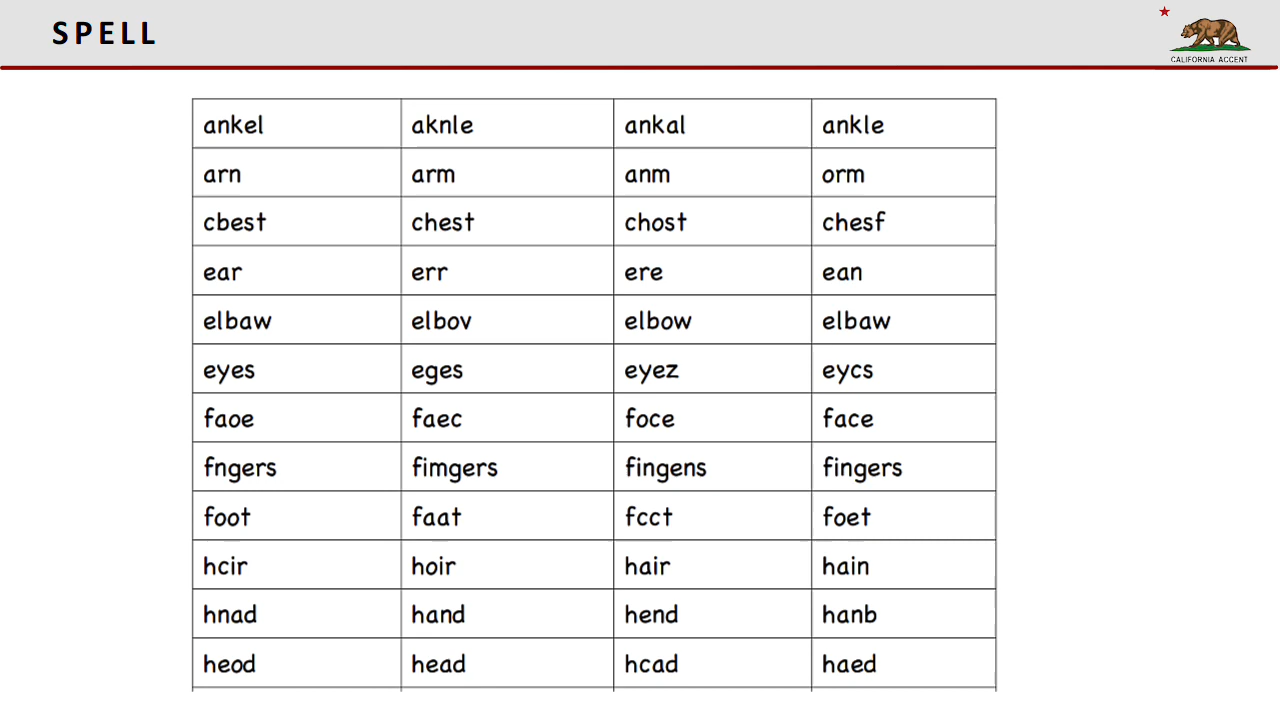 SPELL
CALIFORNIA ACCENT
ankel aknle ankal ankle
arn arm anm orm
cbest chest chost chesf
ear err ere ean
elbaw elbov elbow elbaw
eyes eges eyez eycs
faoe faec foce face
fngers fimgers fingens fingers
foot faat fcct foet
hcir hoir hair hain
hnad hand hend hanb
heod head hcad haed